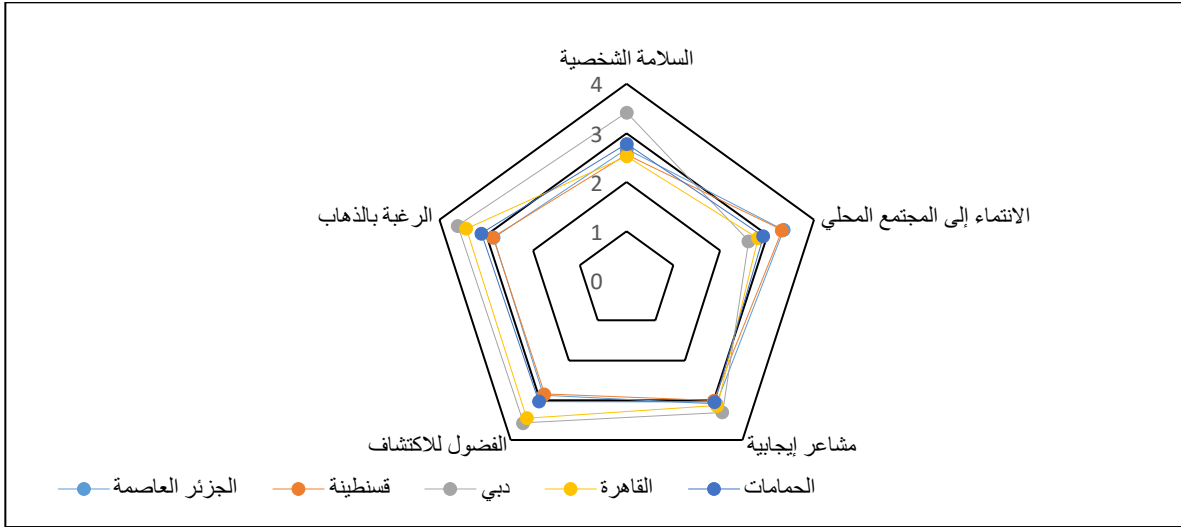 السلامة الشخصية
4
3
2
1
0
الانتماء إلى المجتمع المحلي
الرغبة بالذهاب
مشاعر إيجابية
الفضول للاكتشاف
الجزئر العاصمة
قسنطينة
دبي
القاهرة
الحمامات